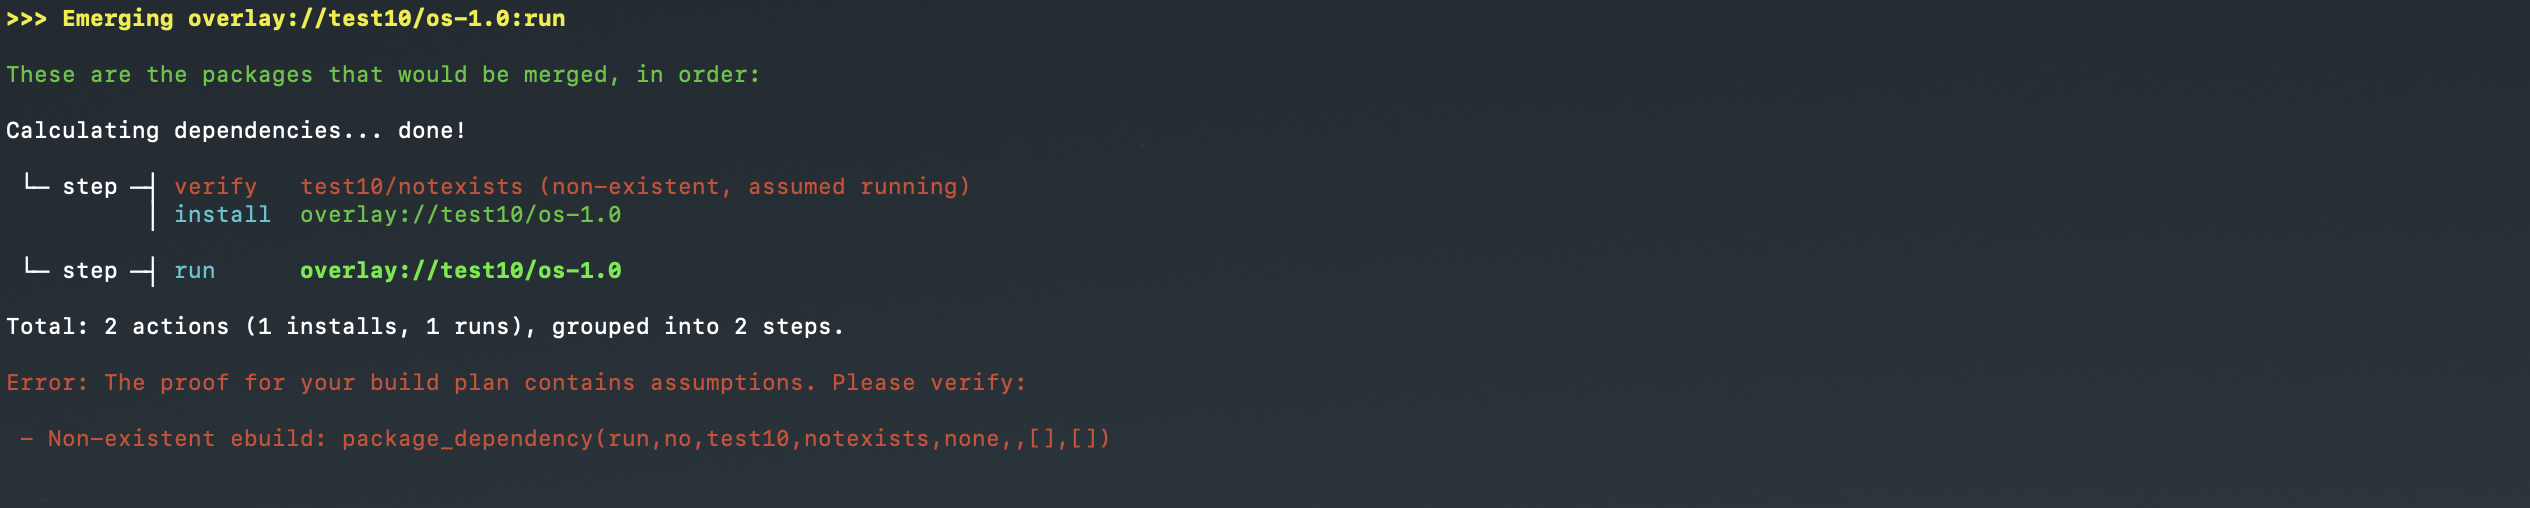 >>> Emerging overlay://test10/os-1.0:run
These are the packages that would be merged, in order:
Calculating dependencies... done!
└─ step ─┤ verify   test10/notexists (non-existent, assumed running)
         │ install  overlay://test10/os-1.0
└─ step ─┤ run      overlay://test10/os-1.0
Total: 2 actions (1 installs, 1 runs), grouped into 2 steps.
Error: The proof for your build plan contains assumptions. Please verify:
- Non-existent ebuild: package_dependency(run,no,test10,notexists,none,,[],[])